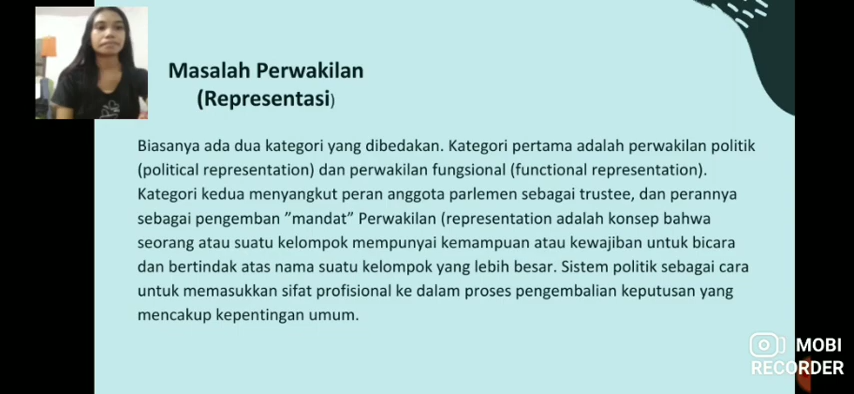 Masalah Perwakilan
(Representasi)
Biasanya ada dua kategori yang dibedakan. Kategori pertama adalah perwakilan politik
(political representation) dan perwakilan fungsional (functional representation).
Kategori kedua menyangkut peran anggota parlemen sebagai trustee, dan perannya
sebagai pengemban ”mandat” Perwakilan (representation adalah konsep bahwa
seorang atau suatu kelompok mempunyai kemampuan atau kewajiban untuk bicara
dan bertindak atas nama suatu kelompok yang lebih besar. Sistem politik sebagai cara
untuk memasukkan sifat profisional ke dalam proses pengembalian keputusan yang
mencakup kepentingan umum.
MOBI
RECORDER